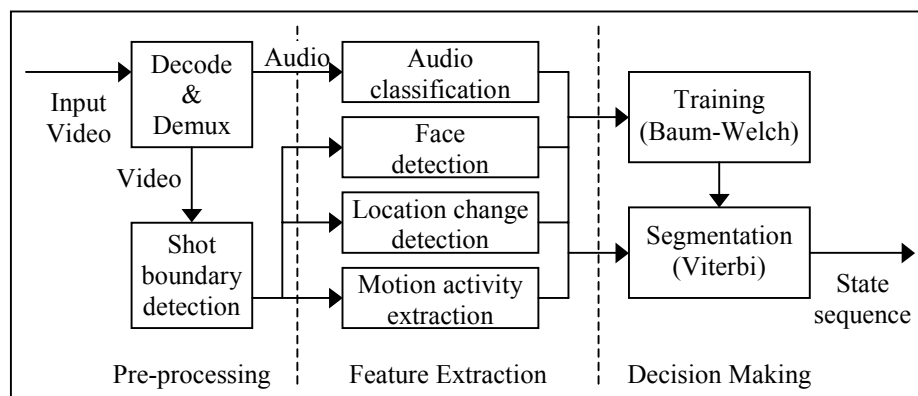 Input
Video
Decode
&
Demux
Audio
Video
Shot
boundary
detection
Audio
classification
Face
detection
Location change
detection
Motion activity
extraction
Training
(Baum-Welch)
Segmentation
(Viterbi)
State
sequence
Pre-processing
Feature Extraction
Decision Making